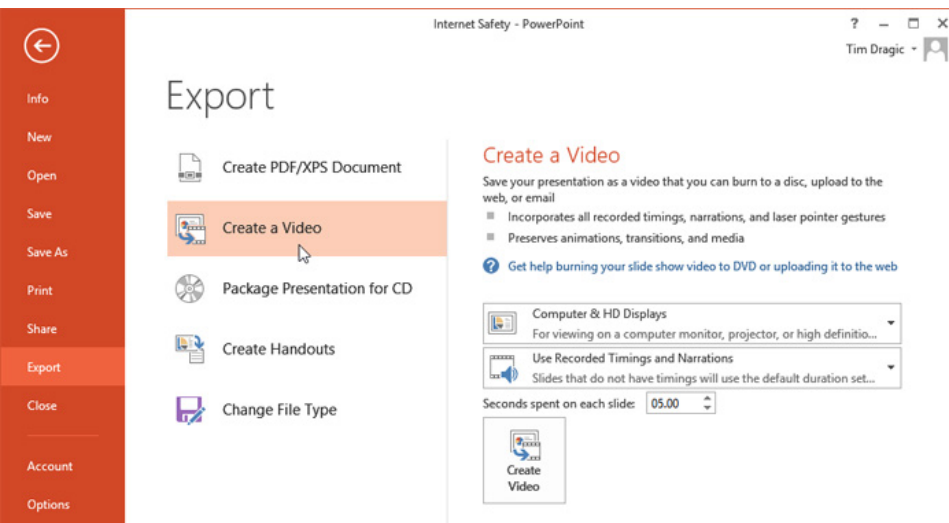 Internet Safety - PowerPoint
?
Tim Dragic
Info
New
Open
Save
Save As
Print
Share
Export
Close
Account
Options
Export
Create PDF/XPS Document
Create a Video
Package Presentation for CD
Create Handouts
Change File Type
Create a Video
Save your presentation as a video that you can burn to a disc, upload to the
web, or email
Incorporates all recorded timings, narrations, and laser pointer gestures
Preserves animations, transitions, and media
? Get help burning your slide show video to DVD or uploading it to the web
Computer & HD Displays
For viewing on a computer monitor, projector, or high definitio...
Use Recorded Timings and Narrations
Slides that do not have timings will use the default duration set...
Seconds spent on each slide: 05.00
Create
Video